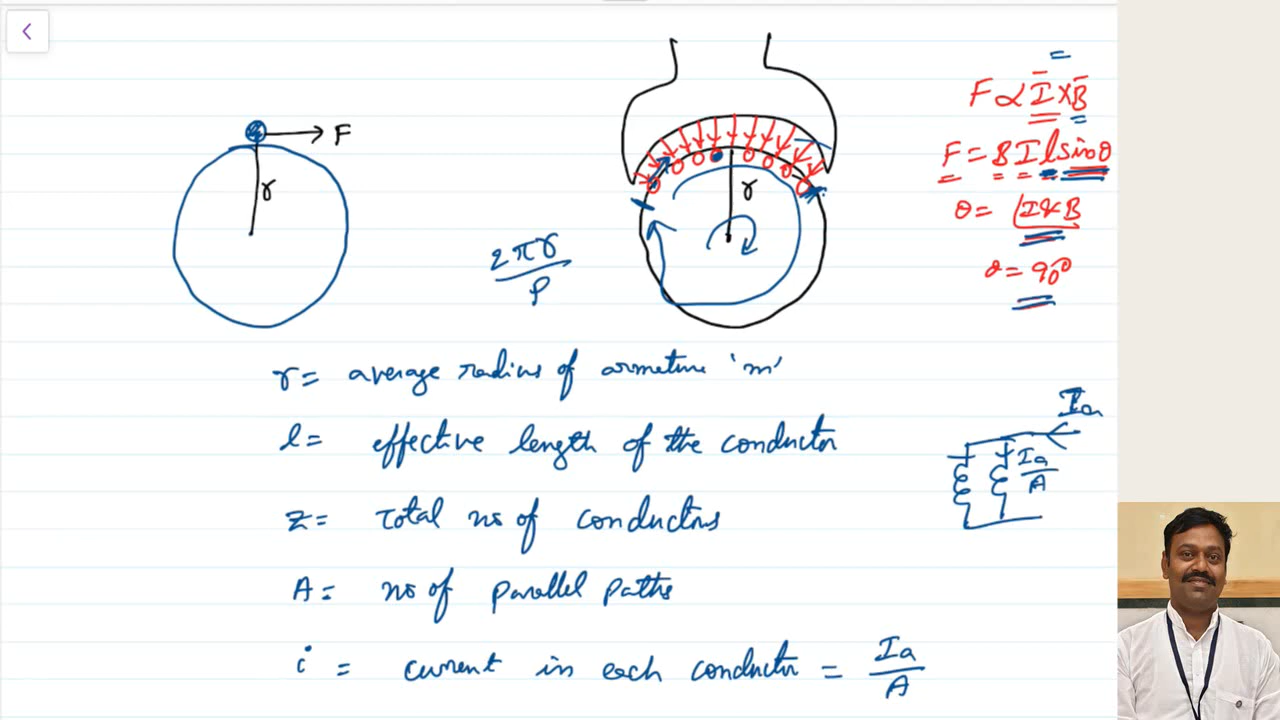 F
r
r
2πr
P
F ∝ Ī × B̄
F = B I l sinθ
θ = I & B
θ = 90°
r = average radius of armature 'm'
l = effective length of the conductor
Ia
Ia
A
Z = Total no of conductors
A = no of parallel paths
i = current in each conductor = Ia
A